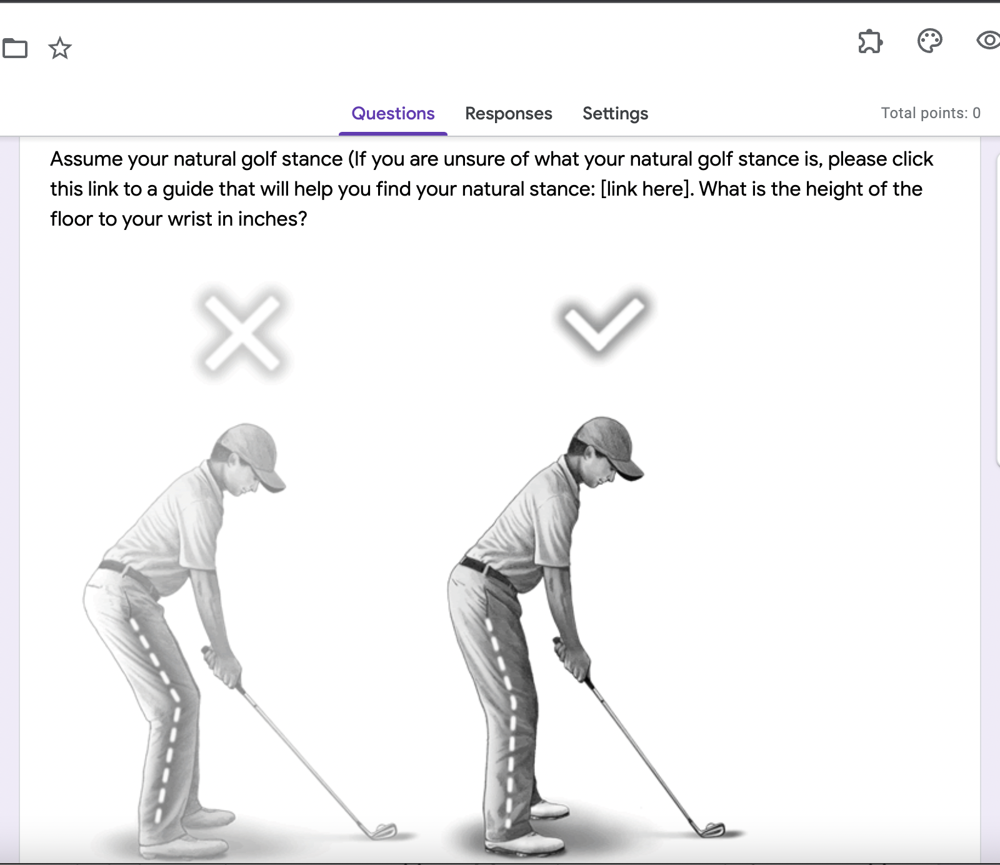 Questions Responses Settings Total points: 0
Assume your natural golf stance (If you are unsure of what your natural golf stance is, please click
this link to a guide that will help you find your natural stance: [link here]. What is the height of the
floor to your wrist in inches?